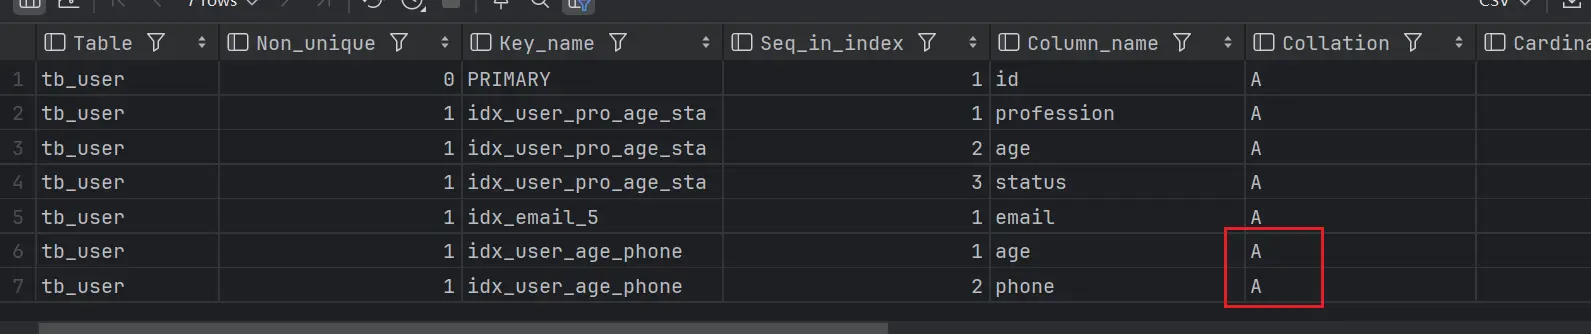 7 rows CSV
Table Non_unique Key_name Seq_in_index Column_name Collation Cardina
1 tb_user 0 PRIMARY 1 id A
2 tb_user 1 idx_user_pro_age_sta 1 profession A
3 tb_user 1 idx_user_pro_age_sta 2 age A
4 tb_user 1 idx_user_pro_age_sta 3 status A
5 tb_user 1 idx_email_5 1 email A
6 tb_user 1 idx_user_age_phone 1 age A
7 tb_user 1 idx_user_age_phone 2 phone A